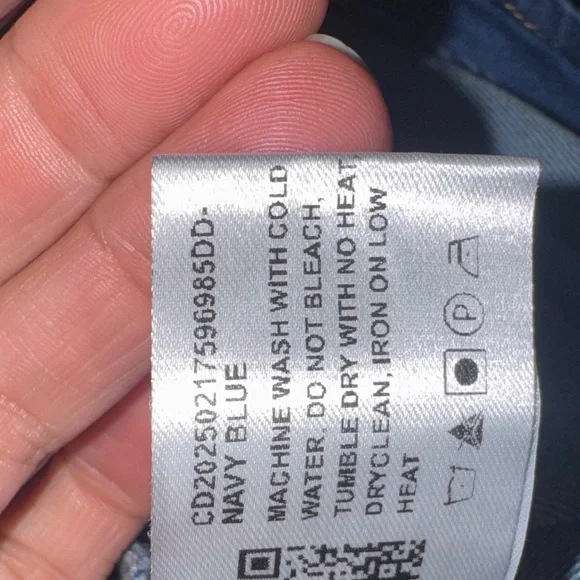 CD20250217596985DD-
NAVY BLUE
MACHINE WASH WITH COLD
WATER, DO NOT BLEACH,
TUMBLE DRY WITH NO HEAT,
DRYCLEAN, IRON ON LOW
HEAT
P